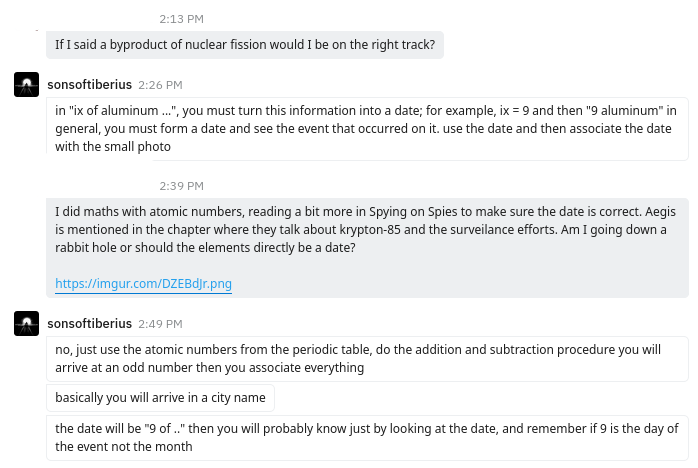 2:13 PM
If I said a byproduct of nuclear fission would I be on the right track?
sonsoftiberius 2:26 PM
in "ix of aluminum ...", you must turn this information into a date; for example, ix = 9 and then "9 aluminum" in
general, you must form a date and see the event that occurred on it. use the date and then associate the date
with the small photo
2:39 PM
I did maths with atomic numbers, reading a bit more in Spying on Spies to make sure the date is correct. Aegis
is mentioned in the chapter where they talk about krypton-85 and the surveilance efforts. Am I going down a
rabbit hole or should the elements directly be a date?
https://imgur.com/DZEBdJr.png
sonsoftiberius 2:49 PM
no, just use the atomic numbers from the periodic table, do the addition and subtraction procedure you will
arrive at an odd number then you associate everything
basically you will arrive in a city name
the date will be "9 of .." then you will probably know just by looking at the date, and remember if 9 is the day of
the event not the month